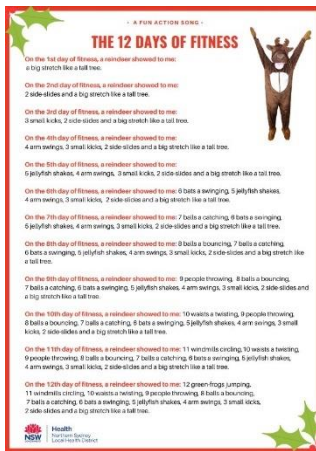 - A FUN ACTION SONG -
THE 12 DAYS OF FITNESS
On the 1st day of fitness, a reindeer showed to me:
a big stretch like a tall tree.
On the 2nd day of fitness, a reindeer showed to me:
2 side-slides and a big stretch like a tall tree.
On the 3rd day of fitness, a reindeer showed to me:
3 small kicks, 2 side-slides and a big stretch like a tall tree.
On the 4th day of fitness, a reindeer showed to me:
4 arm swings, 3 small kicks, 2 side-slides and a big stretch like a tall tree.
On the 5th day of fitness, a reindeer showed to me:
5 jellyfish shakes, 4 arm swings, 3 small kicks, 2 side-slides and a big stretch like a tall tree.
On the 6th day of fitness, a reindeer showed to me: 6 bats a swinging, 5 jellyfish shakes,
4 arm swings, 3 small kicks, 2 side-slides and a big stretch like a tall tree.
On the 7th day of fitness, a reindeer showed to me: 7 balls a catching, 6 bats a swinging,
5 jellyfish shakes, 4 arm swings, 3 small kicks, 2 side-slides and a big stretch like a tall tree.
On the 8th day of fitness, a reindeer showed to me: 8 balls a bouncing, 7 balls a catching,
6 bats a swinging, 5 jellyfish shakes, 4 arm swings, 3 small kicks, 2 side-slides and a big stretch like
a tall tree.
On the 9th day of fitness, a reindeer showed to me: 9 people throwing, 8 balls a bouncing,
7 balls a catching, 6 bats a swinging, 5 jellyfish shakes, 4 arm swings, 3 small kicks, 2 side-slides and
a big stretch like a tall tree.
On the 10th day of fitness, a reindeer showed to me: 10 waists a twisting, 9 people throwing,
8 balls a bouncing, 7 balls a catching, 6 bats a swinging, 5 jellyfish shakes, 4 arm swings, 3 small
kicks, 2 side-slides and a big stretch like a tall tree.
On the 11th day of fitness, a reindeer showed to me: 11 windmills circling, 10 waists a twisting,
9 people throwing, 8 balls a bouncing, 7 balls a catching, 6 bats a swinging, 5 jellyfish shakes,
4 arm swings, 3 small kicks, 2 side-slides and a big stretch like a tall tree.
On the 12th day of fitness, a reindeer showed to me: 12 green frogs jumping,
11 windmills circling, 10 waists a twisting, 9 people throwing, 8 balls a bouncing,
7 balls a catching, 6 bats a swinging, 5 jellyfish shakes, 4 arm swings, 3 small kicks,
2 side-slides and a big stretch like a tall tree.
Health
Northern Sydney
Local Health District
NSW